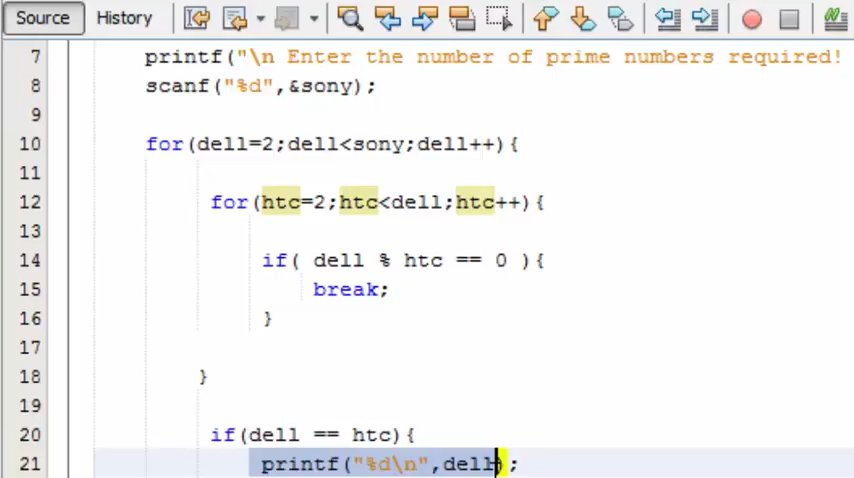 Source History
7 printf("\n Enter the number of prime numbers required!
8 scanf("%d",&sony);
9
10 for(dell=2;dell<sony;dell++){
11
12 for(htc=2;htc<dell;htc++){
13
14 if( dell % htc == 0 ){
15 break;
16 }
17
18 }
19
20 if(dell == htc){
21 printf("%d\n",dell);